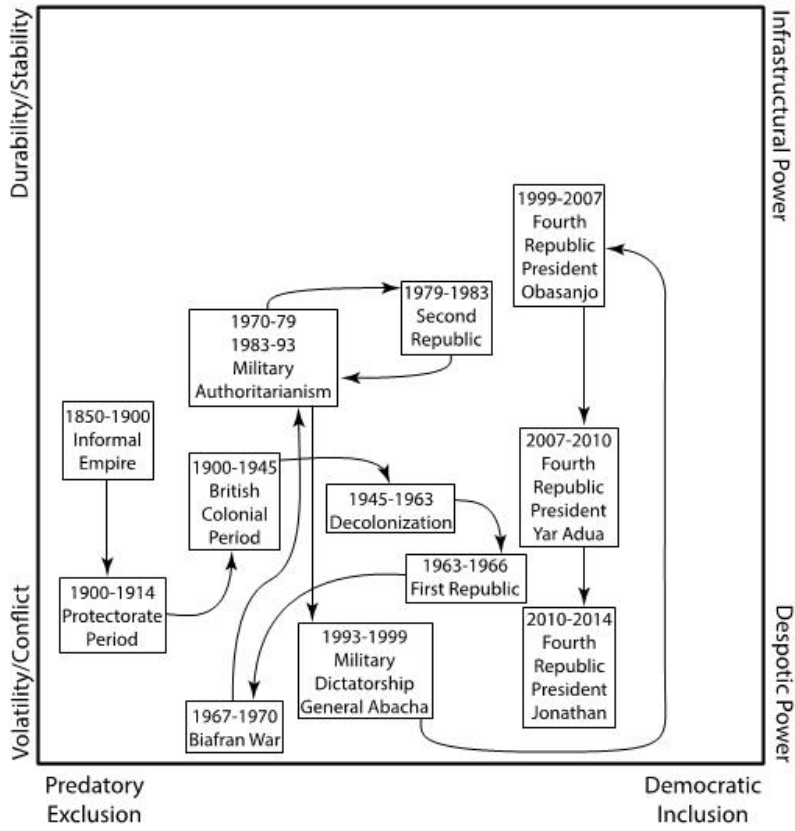 Durability/Stability
Volatility/Conflict
Infrastructural Power
Despotic Power
1999-2007
Fourth
Republic
President
Obasanjo
1979-1983
Second
Republic
1970-79
1983-93
Military
Authoritarianism
1850-1900
Informal
Empire
1900-1945
British
Colonial
Period
2007-2010
Fourth
Republic
President
Yar Adua
1945-1963
Decolonization
1963-1966
First Republic
1900-1914
Protectorate
Period
1993-1999
Military
Dictatorship
General Abacha
2010-2014
Fourth
Republic
President
Jonathan
1967-1970
Biafran War
Predatory
Exclusion
Democratic
Inclusion